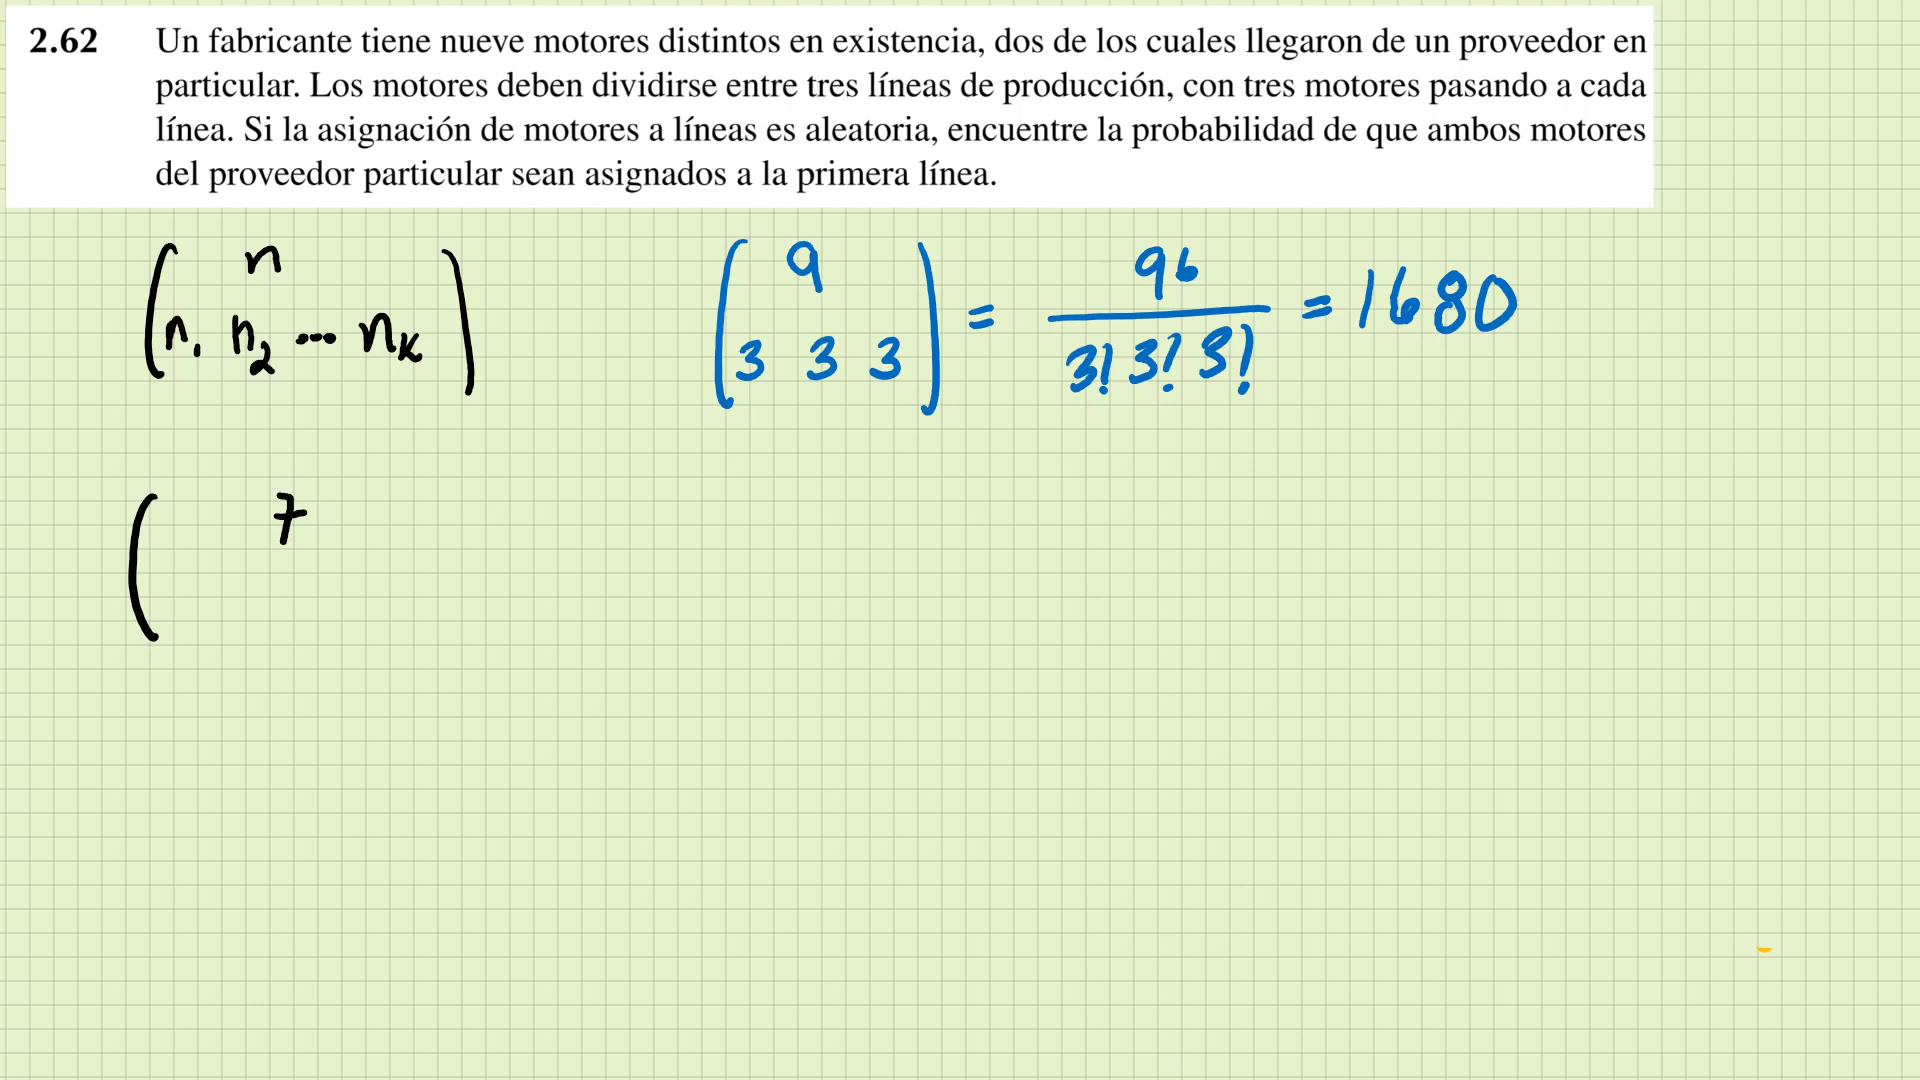 2.62 Un fabricante tiene nueve motores distintos en existencia, dos de los cuales llegaron de un proveedor en
particular. Los motores deben dividirse entre tres líneas de producción, con tres motores pasando a cada
línea. Si la asignación de motores a líneas es aleatoria, encuentre la probabilidad de que ambos motores
del proveedor particular sean asignados a la primera línea.
( n
n₁ n₂ ... nₖ )
( 9
3 3 3 ) = 9b / 3! 3! 3! = 1680
( 7